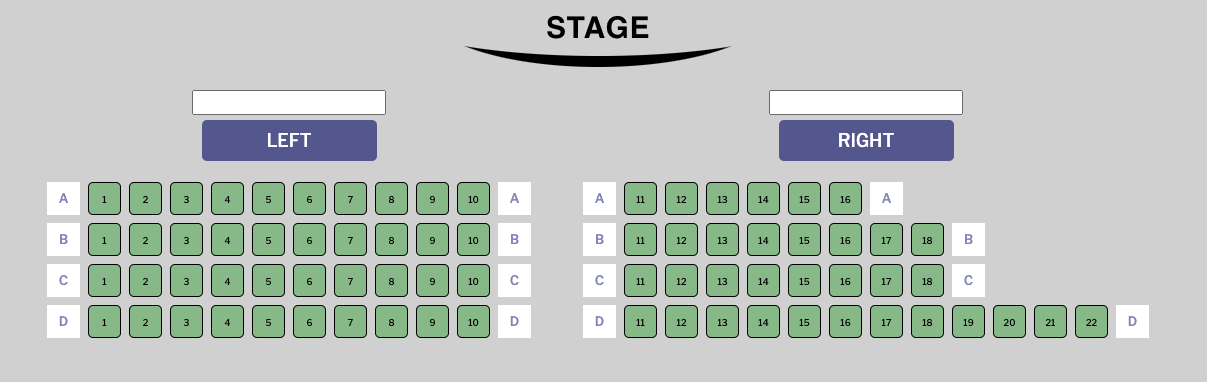 STAGE
LEFT RIGHT
A 1 2 3 4 5 6 7 8 9 10 A A 11 12 13 14 15 16 A
B 1 2 3 4 5 6 7 8 9 10 B B 11 12 13 14 15 16 17 18 B
C 1 2 3 4 5 6 7 8 9 10 C C 11 12 13 14 15 16 17 18 C
D 1 2 3 4 5 6 7 8 9 10 D D 11 12 13 14 15 16 17 18 19 20 21 22 D